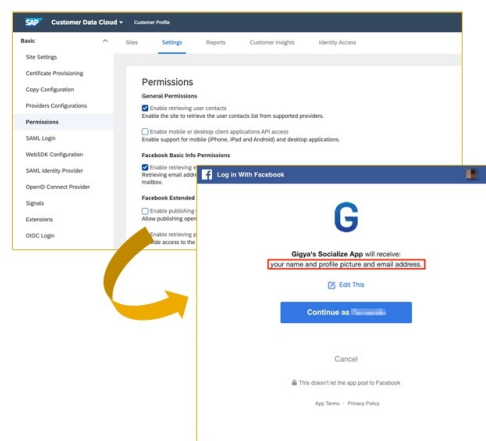 SAP Customer Data Cloud Customer Profile
Basic
Sites Settings Reports Customer Insights Identity Access
Site Settings
Certificate Provisioning
Copy Configuration
Providers Configurations
Permissions
SAML Login
WebSDK Configuration
SAML Identity Provider
OpenID Connect Provider
Signals
Extensions
OIDC Login
Permissions
General Permissions
Enable retrieving user contacts
Enable the site to retrieve the user contacts list from supported providers.
Enable mobile or desktop client applications API access
Enable support for mobile (iPhone, iPad and Android) and desktop applications.
Facebook Basic Info Permissions
Enable retrieving
Retrieving email
mailbox.
Facebook Extended
Enable publishing
Allow publishing
Enable retrieving
access to the
Log in With Facebook
G
Gigya's Socialize App will receive:
your name and profile picture and email address.
Edit This
Continue as
Cancel
This doesn't let the app post to Facebook
App Terms · Privacy Policy